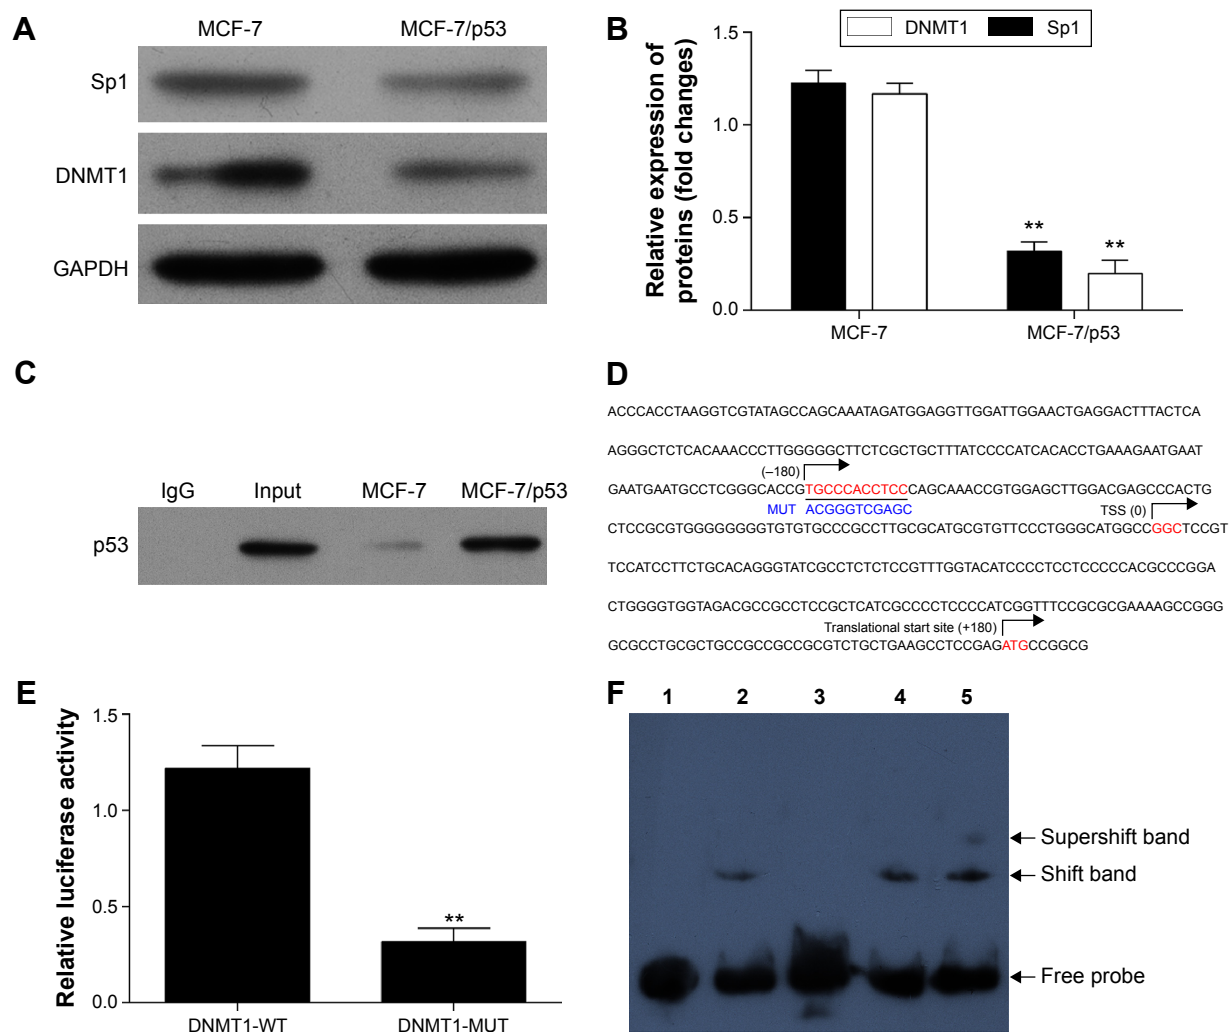 A
MCF-7 MCF-7/p53
Sp1
DNMT1
GAPDH
B
DNMT1 Sp1
Relative expression of
proteins (fold changes)
1.5
1.0
0.5
0.0
** **
MCF-7 MCF-7/p53
C
IgG Input MCF-7 MCF-7/p53
p53
D
ACCCACCTAAGGTCGTATAGCCAGCAAATAGATGGAGGTTGGATTGGAACTGAGGACTTTACTCA
AGGGCTCTCACAAACCCTTGGGGGCTTCTCGCTGCTTTATCCCCATCACACCTGAAAGAATGAAT
(–180)
GAATGAATGCCTCGGGCACCGTGCCCACCTCCCAGCAAACCGTGGAGCTTGGACGAGCCCACTG
MUT ACGGGTCGAGC TSS (0)
CTCCGCGTGGGGGGGGTGTGTGCCCGCCTTGCGCATGCGTGTTCCCTGGGCATGGCCGGCTCCGT
TCCATCCTTCTGCACAGGGTATCGCCTCTCTCCGTTTGGTACATCCCCTCCTCCCCCACGCCCGGA
CTGGGGTGGTAGACGCCGCCTCCGCTCATCGCCCCTCCCCATCGGTTTCCGCGCGAAAAGCCGGG
Translational start site (+180)
GCGCCTGCGCTGCCGCCGCCGCGTCTGCTGAAGCCTCCGAGATGCCGGCG
E
Relative luciferase activity
1.5
1.0
0.5
0.0
**
DNMT1-WT DNMT1-MUT
F
1 2 3 4 5
Supershift band
Shift band
Free probe